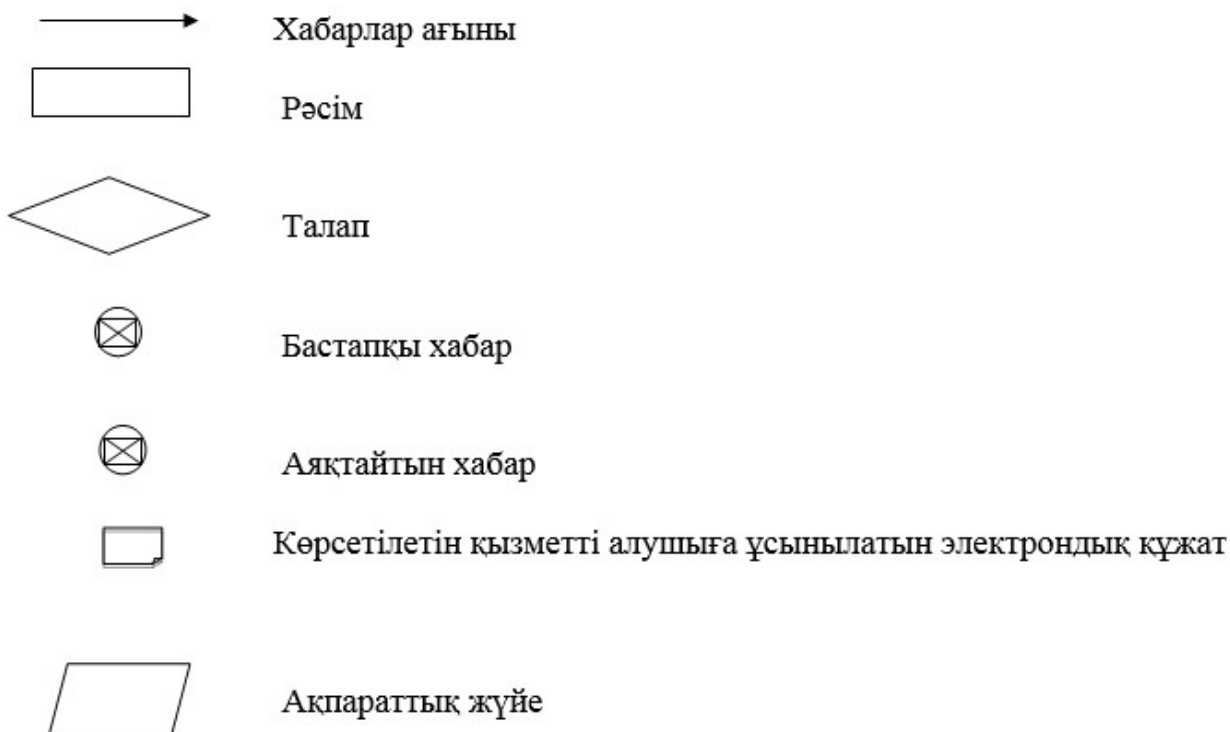 Хабарлар ағыны
Рәсім
Талап
Бастапқы хабар
Аяқтайтын хабар
Көрсетілетін қызметті алушыға ұсынылатын электрондық құжат
Ақпараттық жүйе